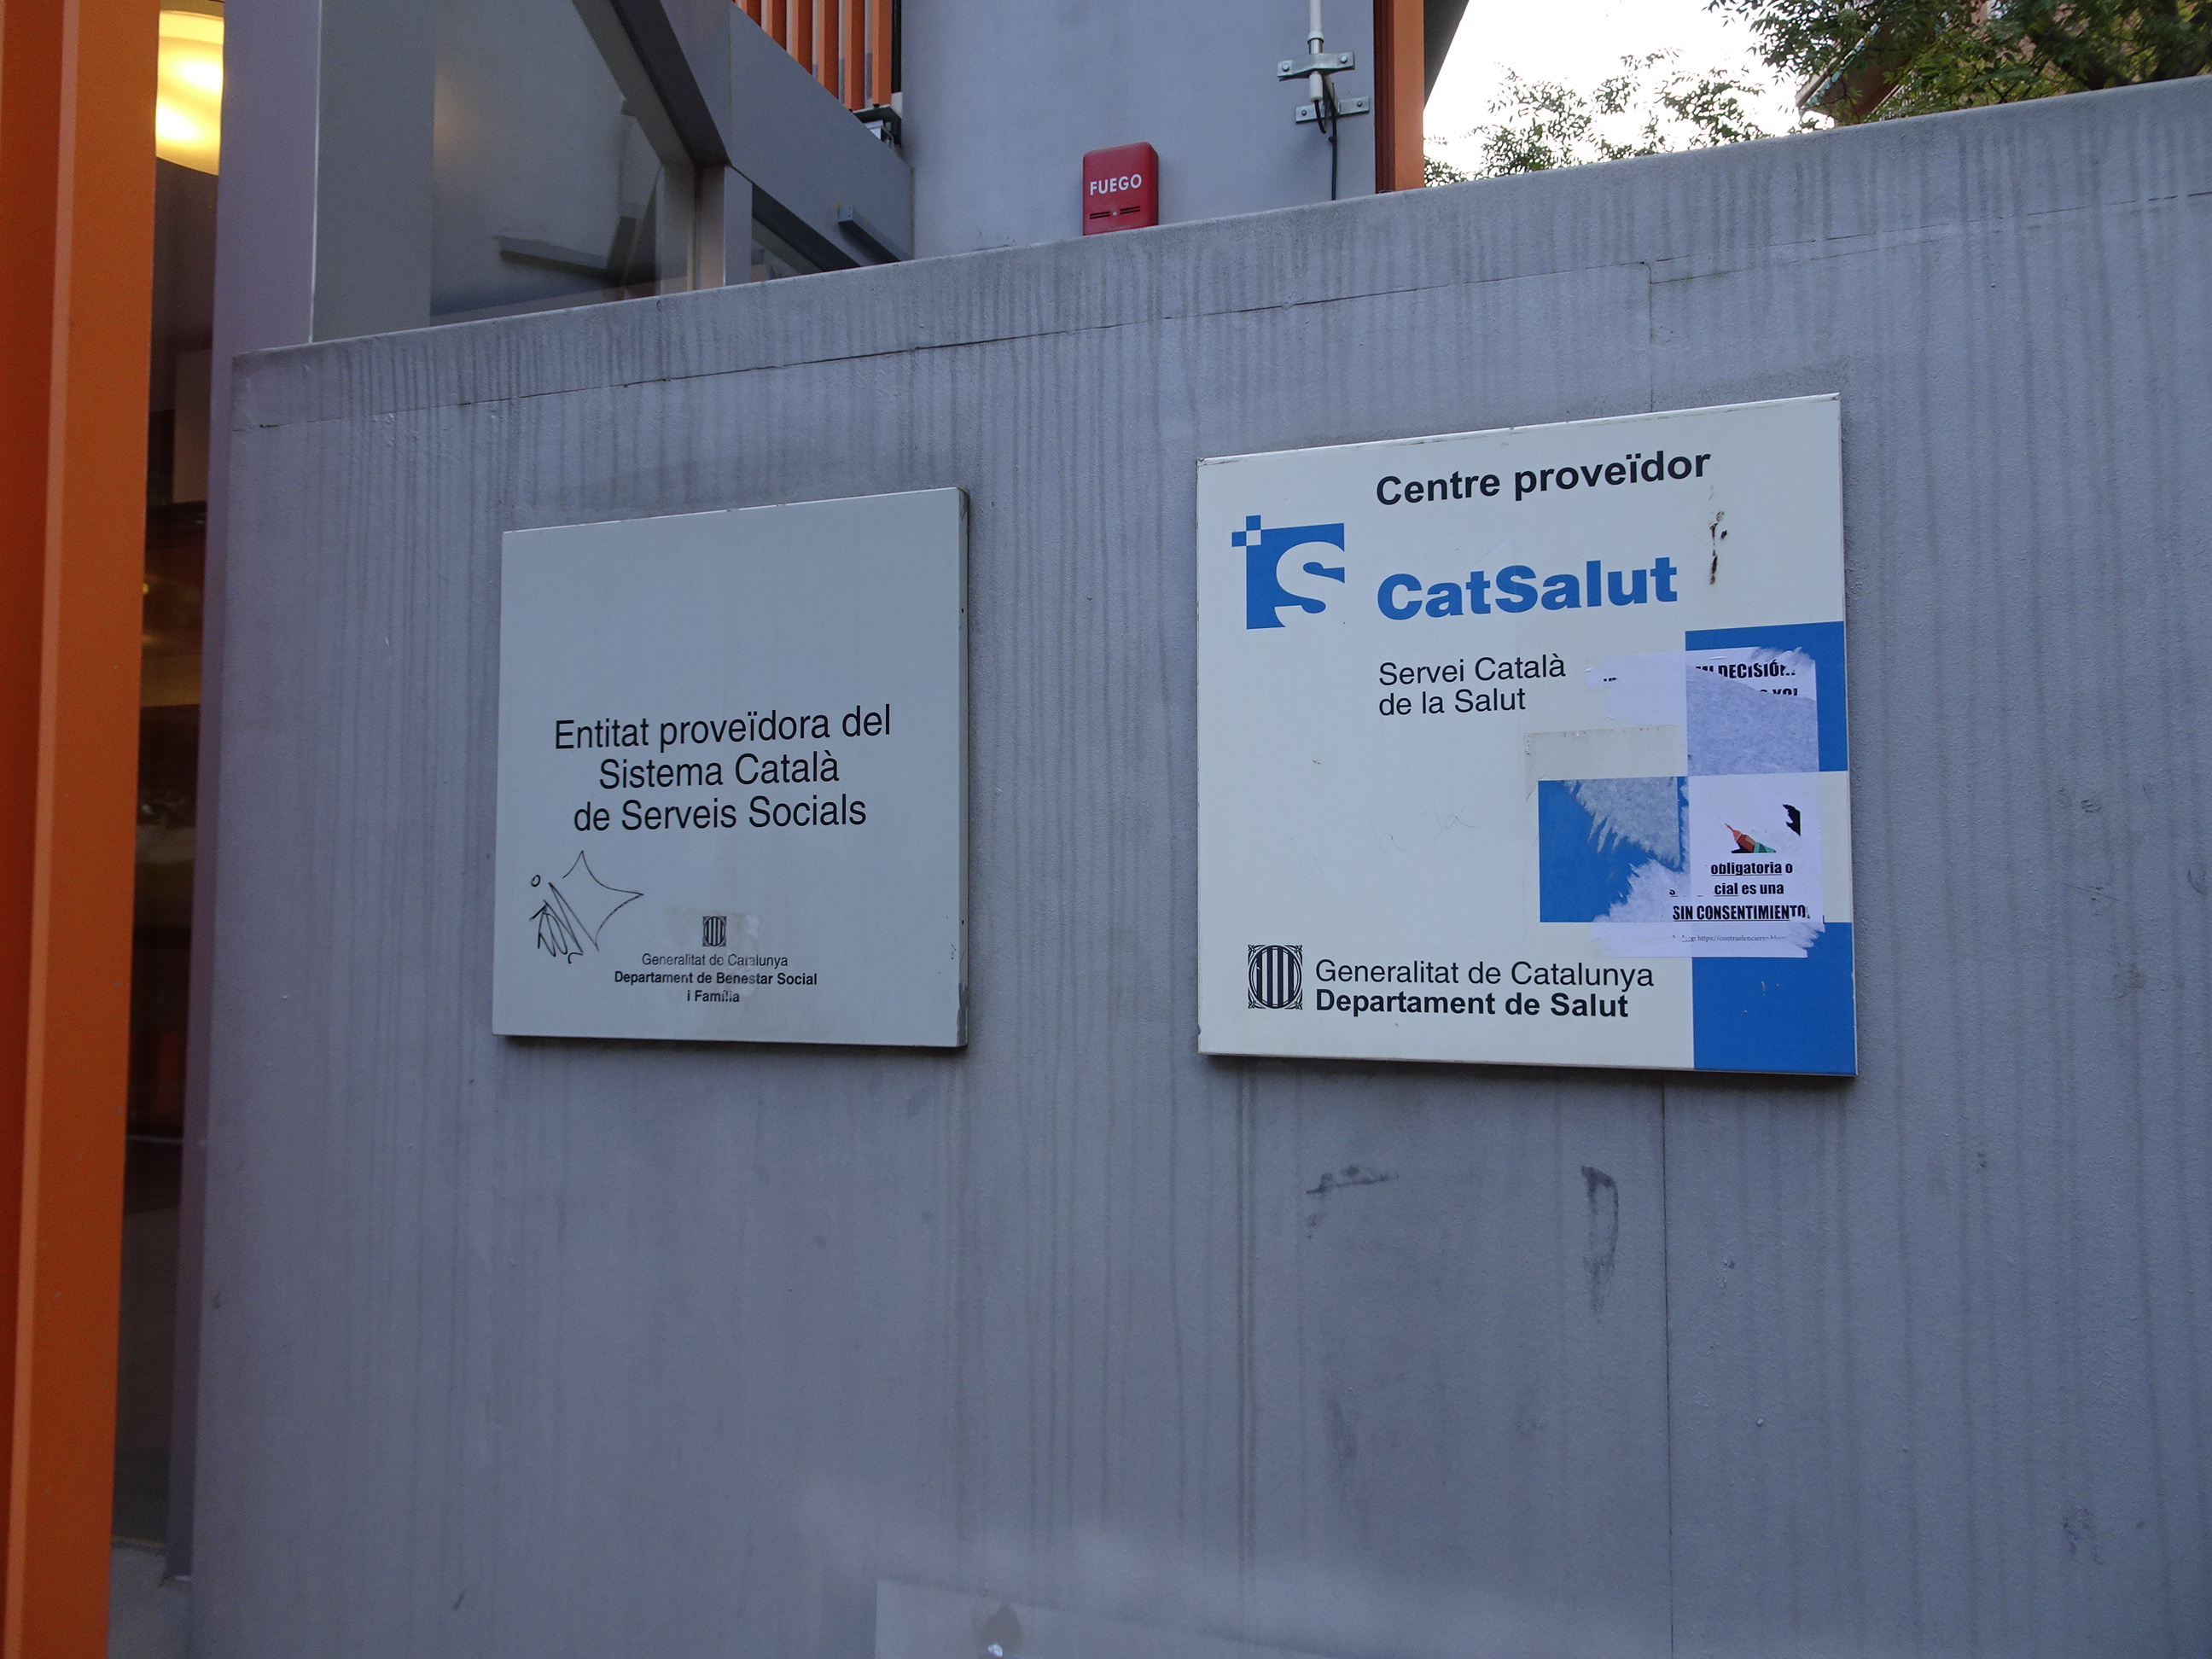 FUEGO
Entitat proveïdora del
Sistema Català
de Serveis Socials
Generalitat de Catalunya
Departament de Benestar Social
i Família
Centre proveïdor
CatSalut
Servei Català
de la Salut
DECISIÓN
obligatoria o
cial es una
SIN CONSENTIMIENTO.
Generalitat de Catalunya
Departament de Salut